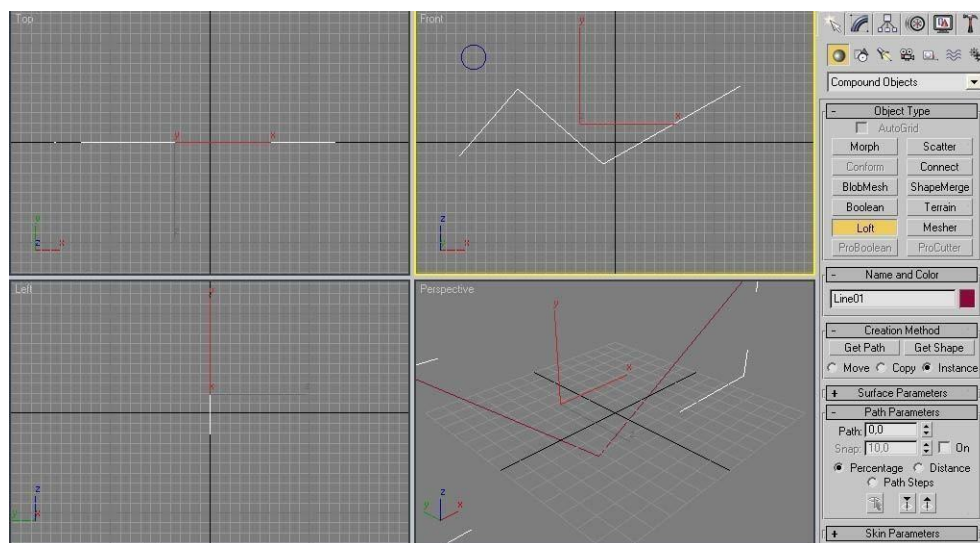 Top
y x
y
z x
Front
y
x
z
y x
Left
y
x
z
y x
Perspective
y
x
z
y x
Compound Objects
- Object Type
AutoGrid
Morph Scatter
Conform Connect
BlobMesh ShapeMerge
Boolean Terrain
Loft Mesher
ProBoolean ProCutter
- Name and Color
Line01
- Creation Method
Get Path Get Shape
Move Copy Instance
+ Surface Parameters
- Path Parameters
Path: 0,0
Snap: 10,0 On
Percentage Distance
Path Steps
+ Skin Parameters